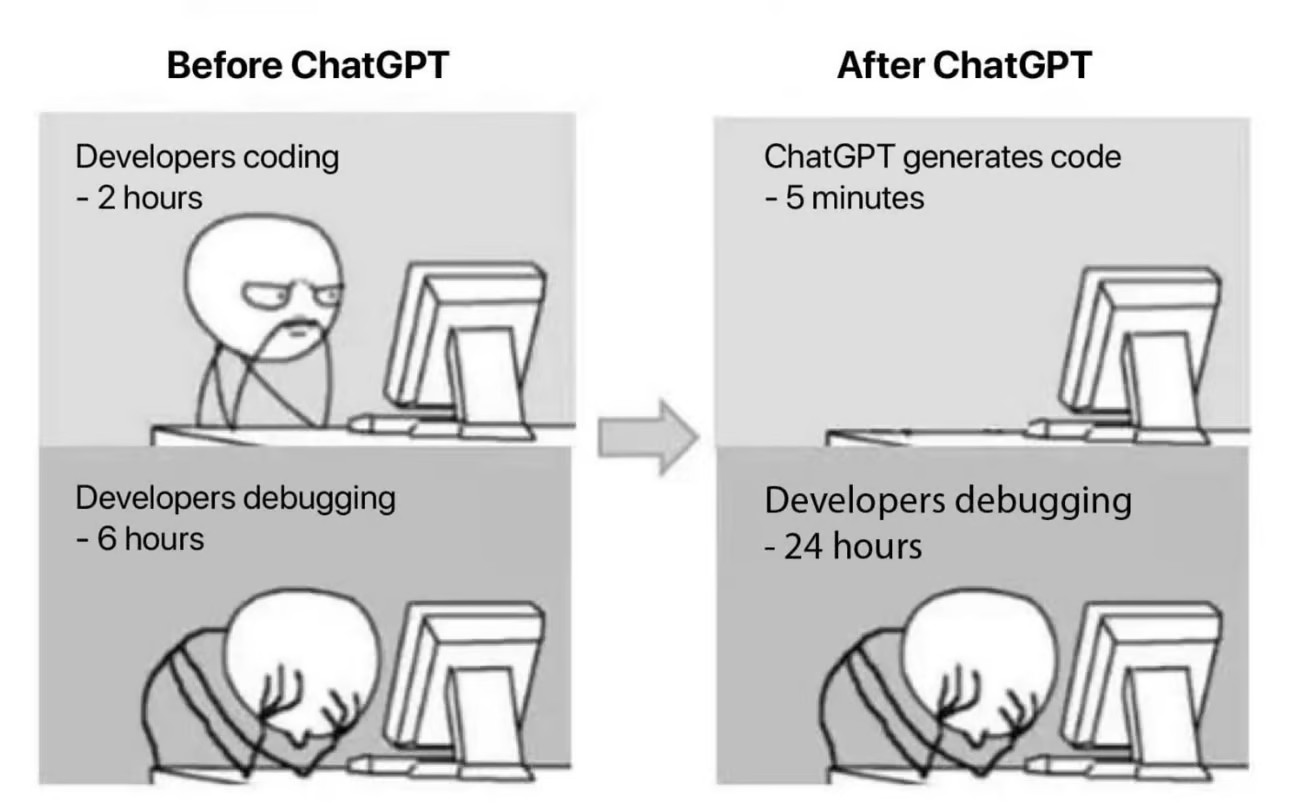 Before ChatGPT
After ChatGPT
Developers coding
- 2 hours
ChatGPT generates code
- 5 minutes
Developers debugging
- 6 hours
Developers debugging
- 24 hours